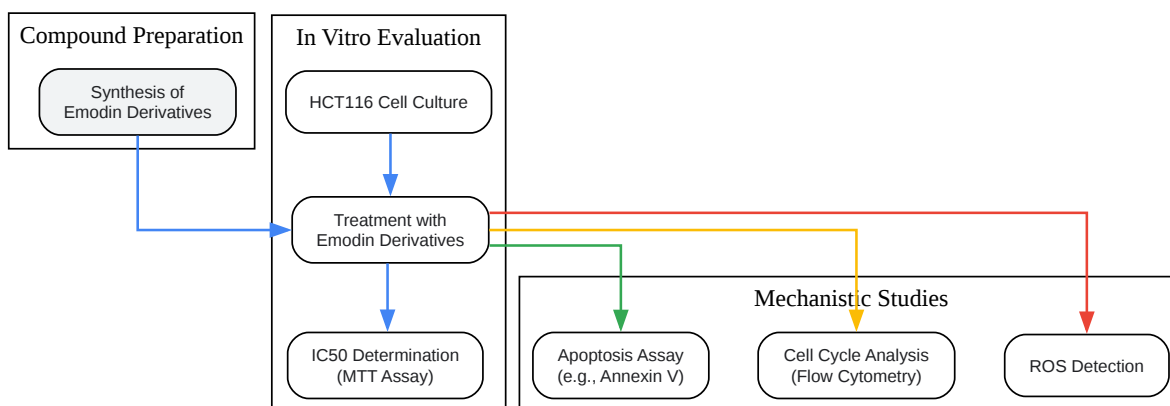 Compound Preparation
Synthesis of
Emodin Derivatives
In Vitro Evaluation
HCT116 Cell Culture
Treatment with
Emodin Derivatives
IC50 Determination
(MTT Assay)
Mechanistic Studies
Apoptosis Assay
(e.g., Annexin V)
Cell Cycle Analysis
(Flow Cytometry)
ROS Detection